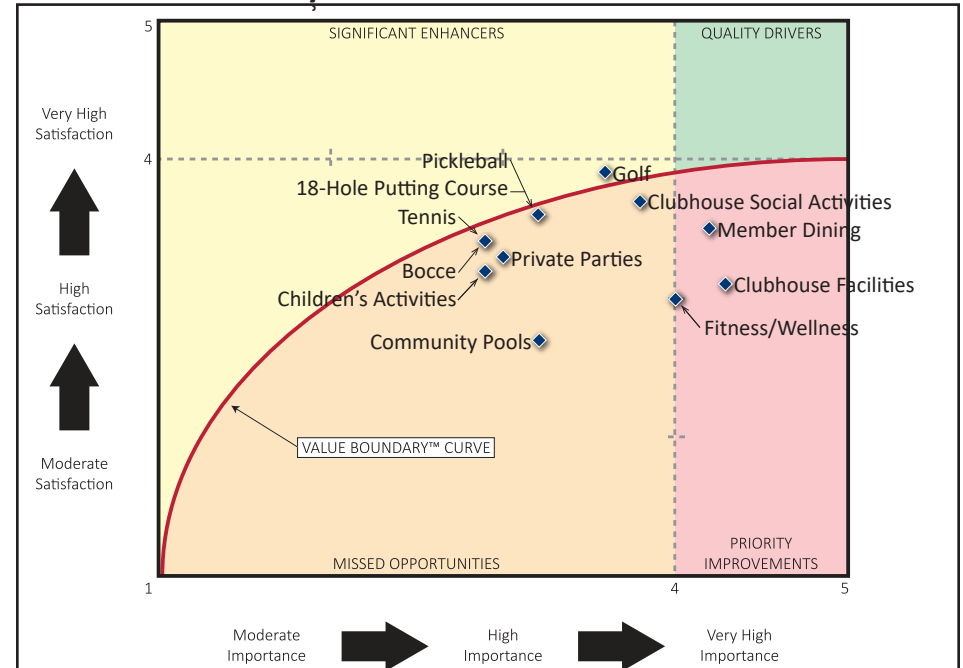 5
SIGNIFICANT ENHANCERS
QUALITY DRIVERS
Very High
Satisfaction
4
Pickleball
Golf
18-Hole Putting Course
Clubhouse Social Activities
Tennis
Member Dining
Private Parties
Bocce
Clubhouse Facilities
High
Satisfaction
Children's Activities
Fitness/Wellness
Community Pools
VALUE BOUNDARY™ CURVE
Moderate
Satisfaction
MISSED OPPORTUNITIES
PRIORITY
IMPROVEMENTS
1
4
5
Moderate
Importance
High
Importance
Very High
Importance